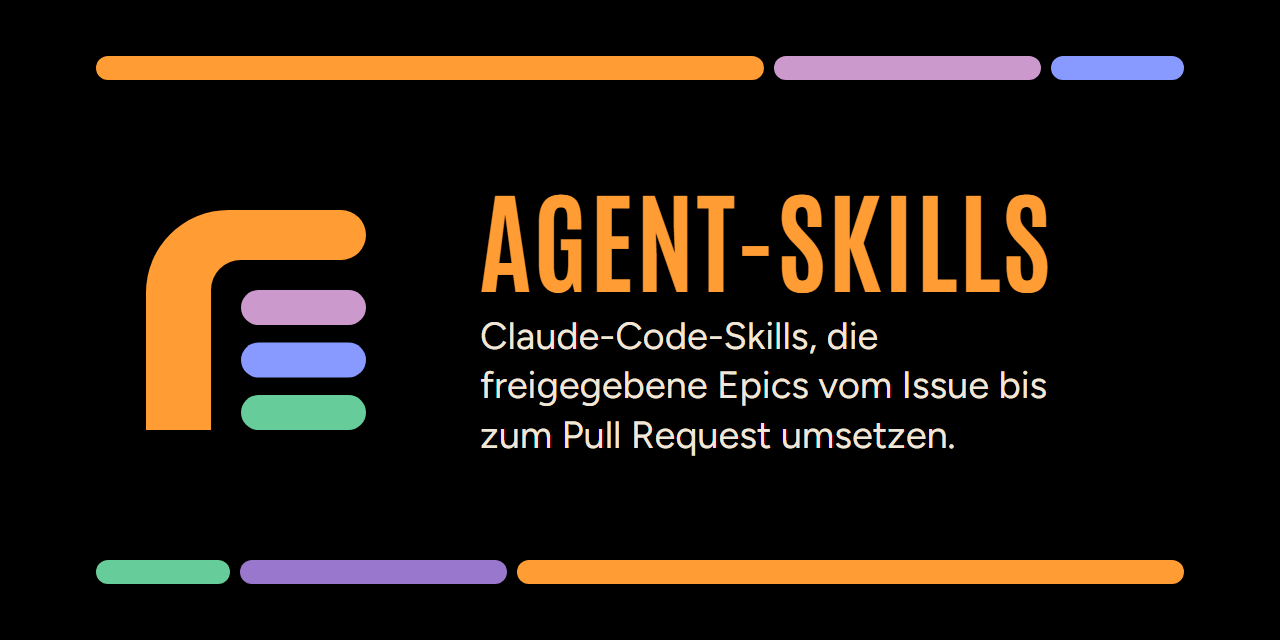 AGENT-SKILLS
Claude-Code-Skills, die
freigegebene Epics vom Issue bis
zum Pull Request umsetzen.